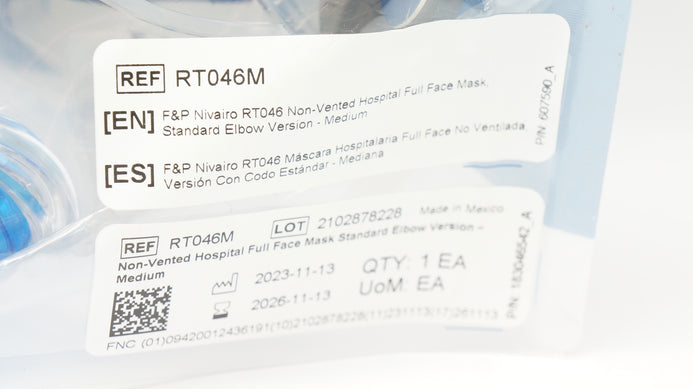 REF RT046M
[EN] F&P Nivairo RT046 Non-Vented Hospital Full Face Mask,
Standard Elbow Version - Medium
[ES] F&P Nivairo RT046 Máscara Hospitalaria Full Face No Ventilada
Versión Con Codo Estándar - Mediana
P/N: 607590_A
REF RT046M LOT 2102878228 Made in Mexico
Non-Vented Hospital Full Face Mask Standard Elbow Version –
Medium
2023-11-13
2026-11-13
QTY: 1 EA
UoM: EA
FNC (01)09420012436191(10)2102878228(11)231113(17)261113
P/N: